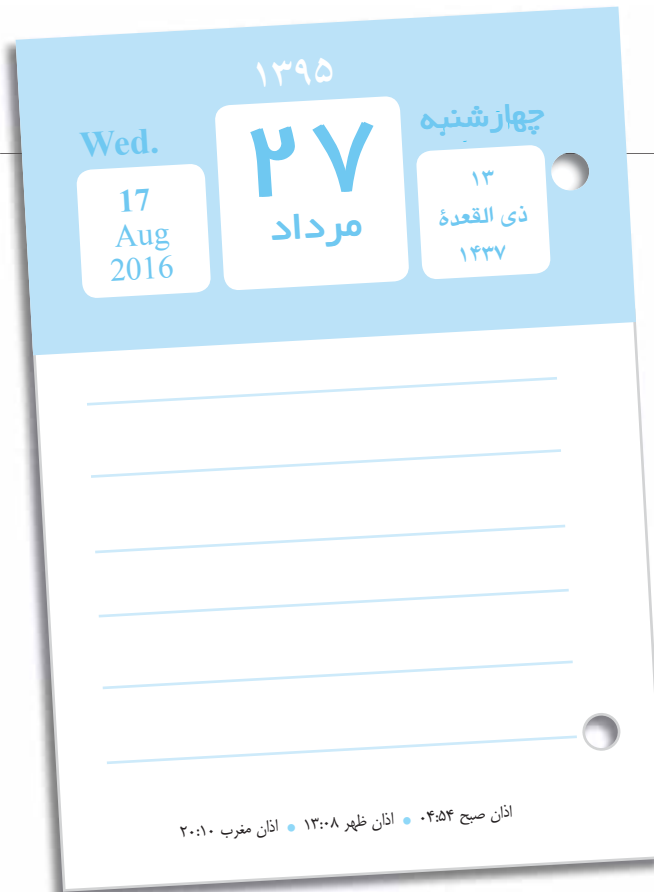 ۱۳۹۵
چهارشنبه
۱۳
ذی القعدۀ
۱۴۳۷
۲۷
مرداد
Wed.
17
Aug
2016
اذان صبح ۰۴:۵۴ • اذان ظهر ۱۳:۰۸ • اذان مغرب ۲۰:۱۰